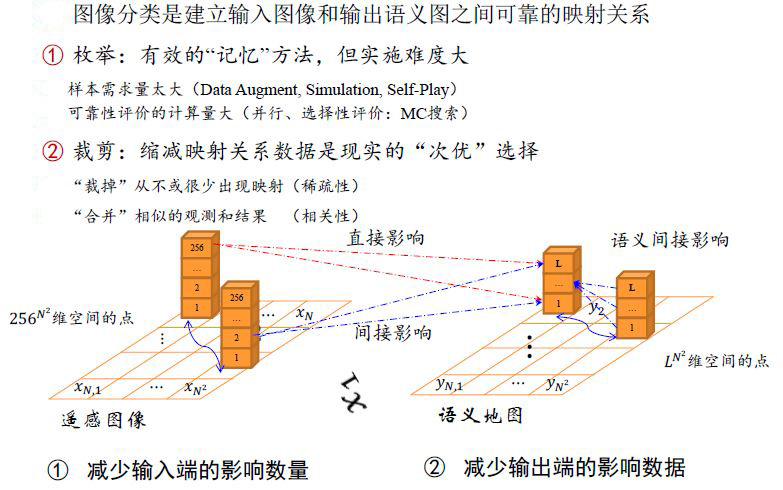 图像分类是建立输入图像和输出语义图之间可靠的映射关系
① 枚举：有效的“记忆”方法，但实施难度大
样本需求量太大（Data Augment, Simulation, Self-Play）
可靠性评价的计算量大（并行、选择性评价：MC搜索）
② 裁剪：缩减映射关系数据是现实的“次优”选择
“裁掉”从不或很少出现映射（稀疏性）
“合并”相似的观测和结果 （相关性）
直接影响
语义间接影响
256
...
2
1
256
...
2
1
L
...
1
L
...
1
256^{N^2}维空间的点
⋮
...
x_N
间接影响
y_2
⋮
L^{N^2}维空间的点
x_{N,1}
...
x_{N^2}
x_1
y_{N,1}
...
y_{N^2}
遥感图像
语义地图
① 减少输入端的影响数量
② 减少输出端的影响数据